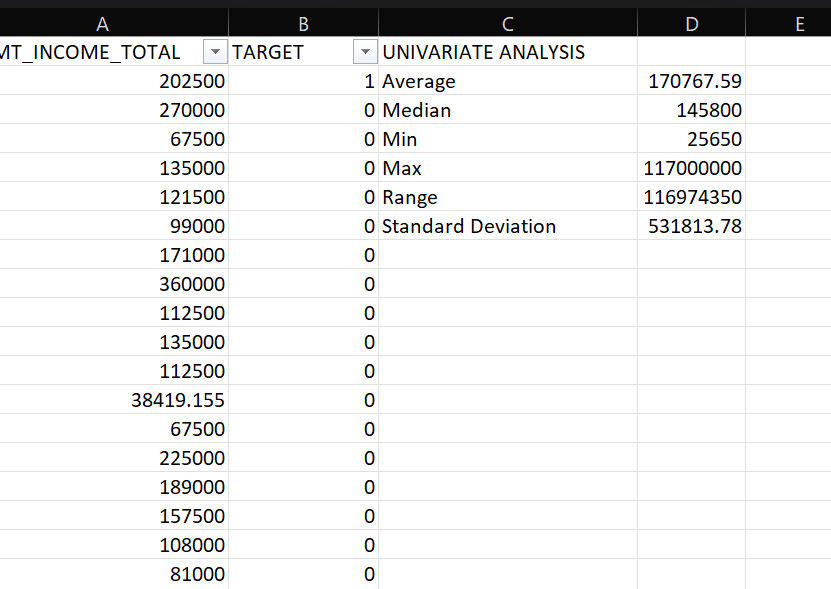 A B C D E
MT_INCOME_TOTAL TARGET UNIVARIATE ANALYSIS
202500 1 Average 170767.59
270000 0 Median 145800
67500 0 Min 25650
135000 0 Max 117000000
121500 0 Range 116974350
99000 0 Standard Deviation 531813.78
171000 0
360000 0
112500 0
135000 0
112500 0
38419.155 0
67500 0
225000 0
189000 0
157500 0
108000 0
81000 0